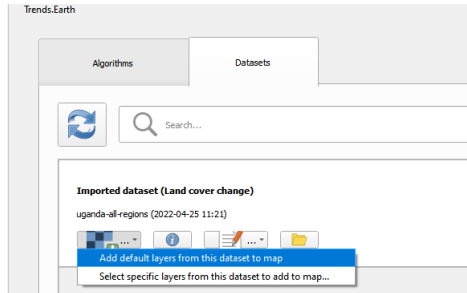 Trends.Earth
Algorithms
Datasets
Search...
Imported dataset (Land cover change)
uganda-all-regions (2022-04-25 11:21)
... ...
Add default layers from this dataset to map
Select specific layers from this dataset to add to map...